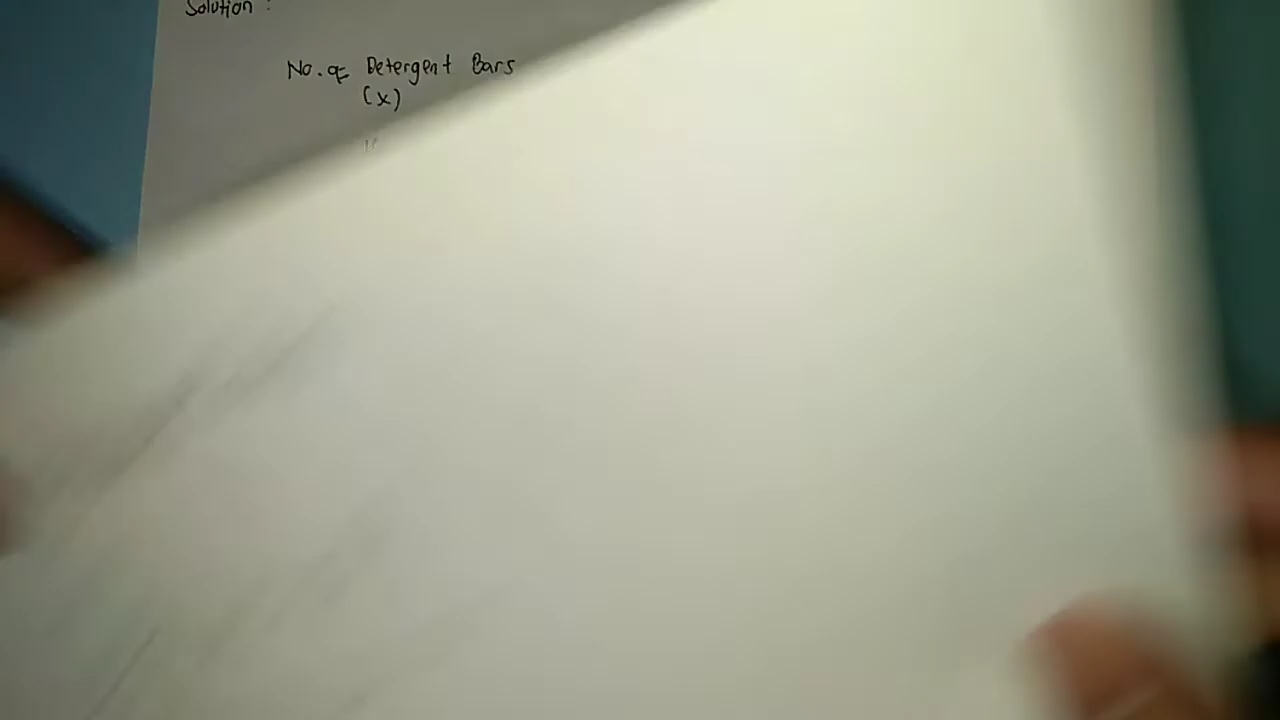 Solution :
No. of Detergent Bars
(x)